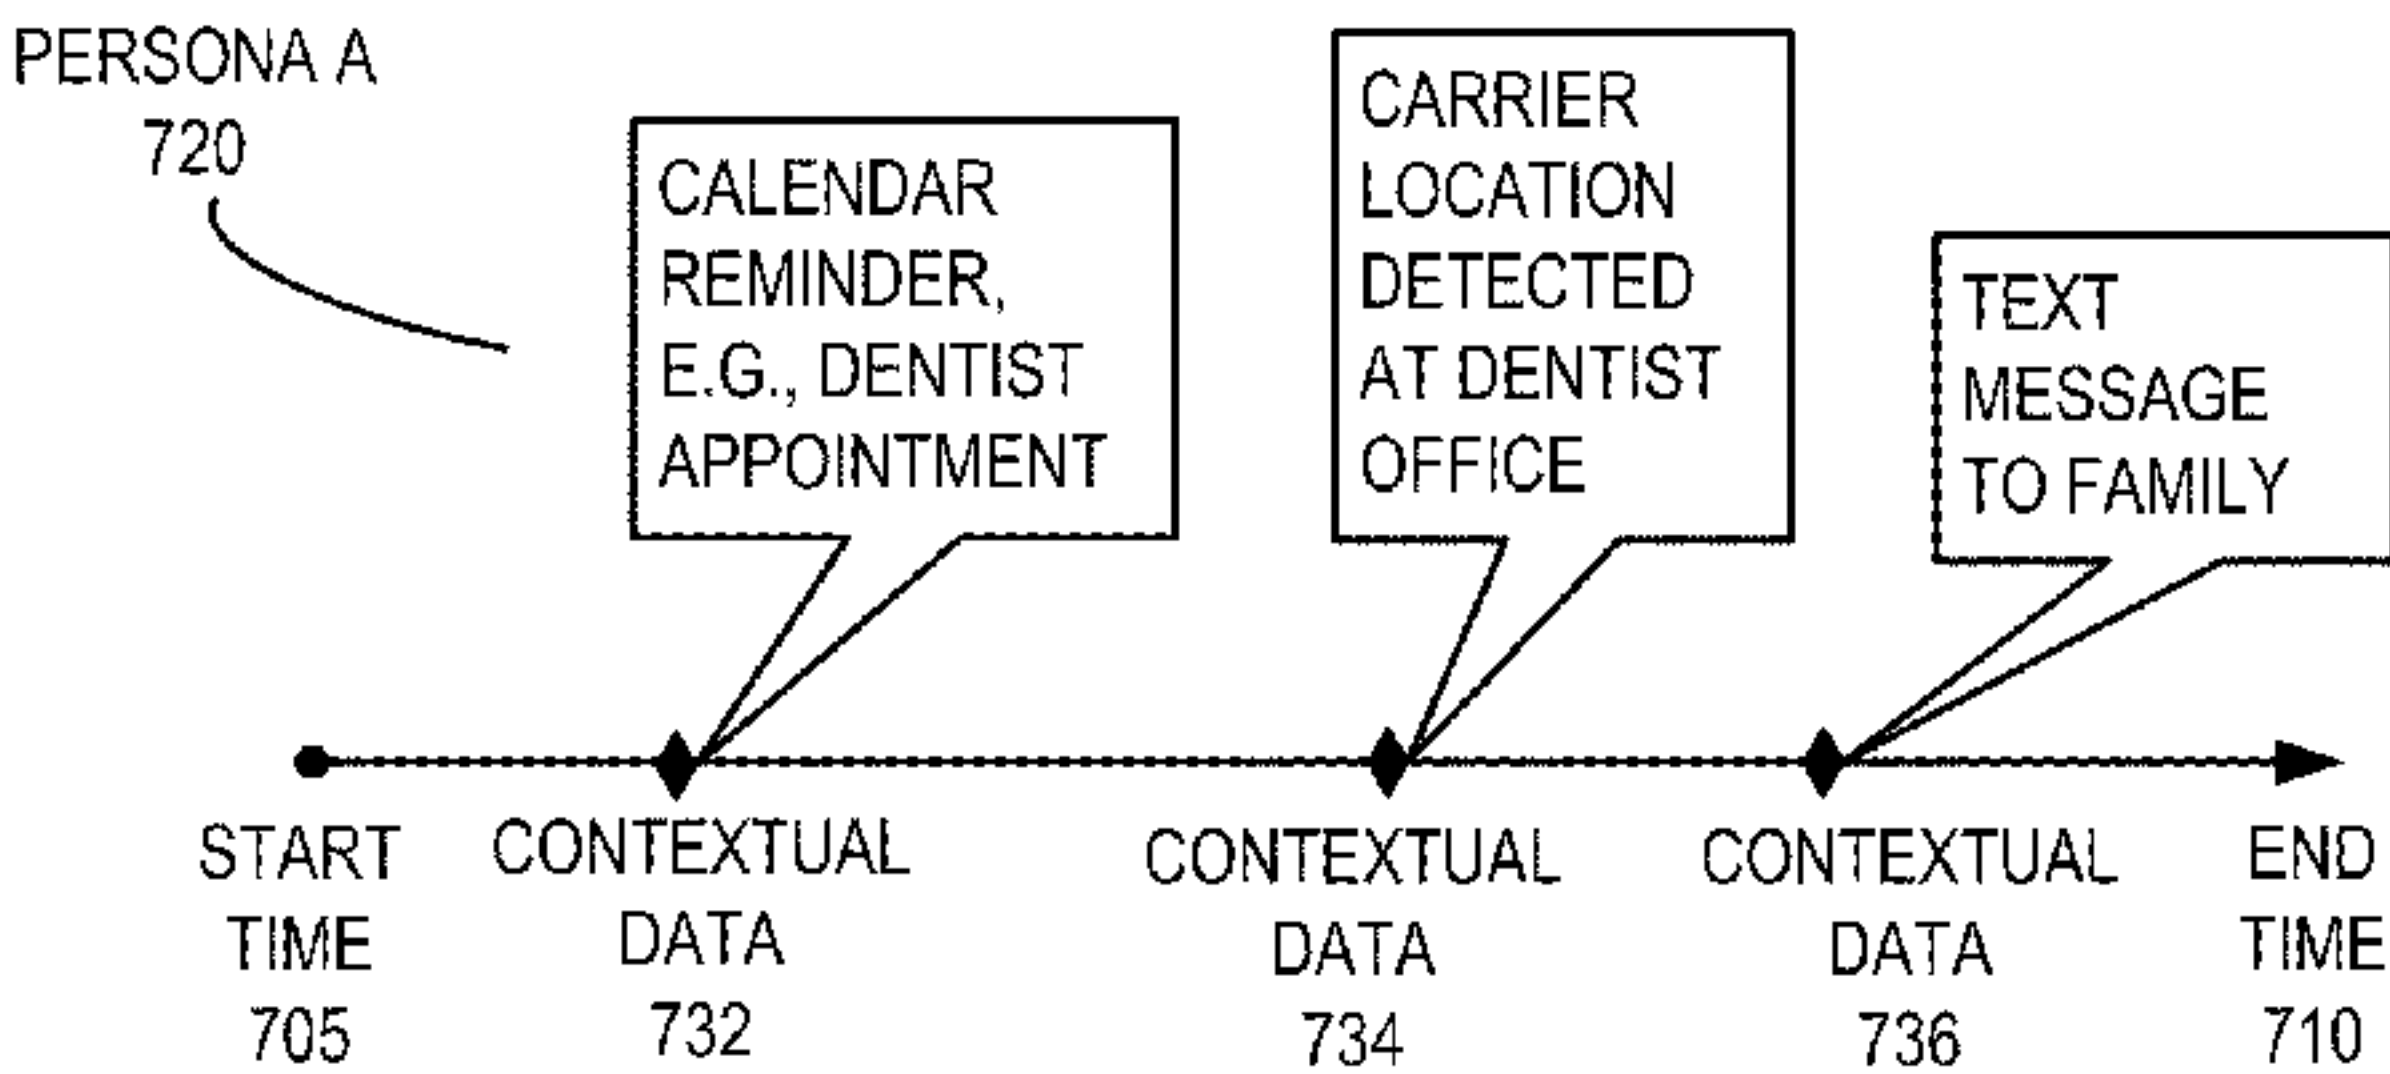 PERSONA A
720
CALENDAR
REMINDER,
E.G., DENTIST
APPOINTMENT
CARRIER
LOCATION
DETECTED
AT DENTIST
OFFICE
TEXT
MESSAGE
TO FAMILY
START
TIME
705
CONTEXTUAL
DATA
732
CONTEXTUAL
DATA
734
CONTEXTUAL
DATA
736
END
TIME
710